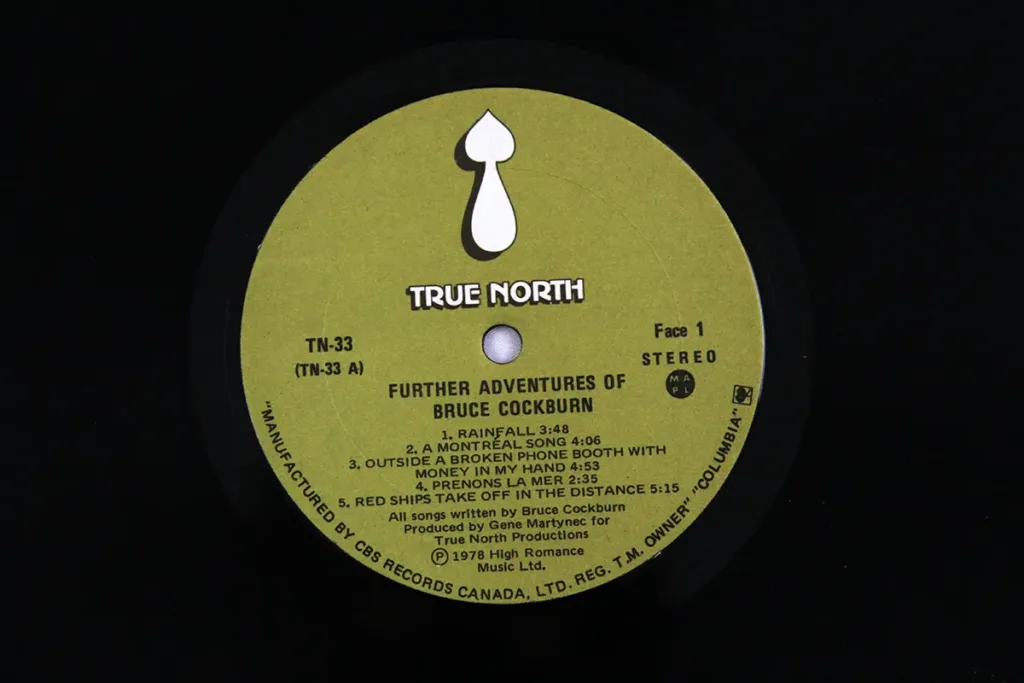 TRUE NORTH
TN-33
(TN-33 A)
Face 1
STEREO
MA
PL
FURTHER ADVENTURES OF
BRUCE COCKBURN
1. RAINFALL 3:48
2. A MONTRÉAL SONG 4:06
3. OUTSIDE A BROKEN PHONE BOOTH WITH
MONEY IN MY HAND 4:53
4. PRENONS LA MER 2:35
5. RED SHIPS TAKE OFF IN THE DISTANCE 5:15
All songs written by Bruce Cockburn
Produced by Gene Martynec for
True North Productions
Ⓟ 1978 High Romance
Music Ltd.
"MANUFACTURED BY CBS RECORDS CANADA, LTD. REG. T.M. OWNER" "COLUMBIA"